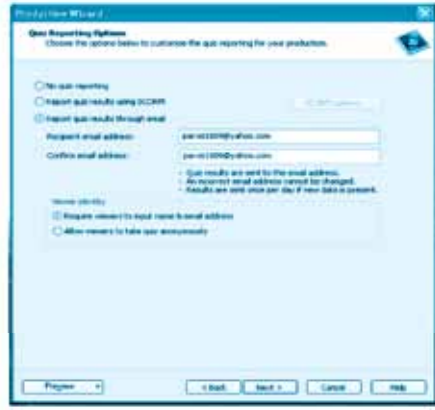 Production Wizard
Quiz Reporting Options
Choose the options below to customize the quiz reporting for your production.
No quiz reporting
Report quiz results using SCORM
SCORM options
Report quiz results through email
Recipient email address:
Confirm email address:
- Quiz results are sent to the email address.
- An incorrect email address cannot be changed.
- Results are sent once per day if new data is present.
Viewer identity
Require viewers to input name & email address
Allow viewers to take quiz anonymously
Preview
< Back
Next >
Cancel
Help